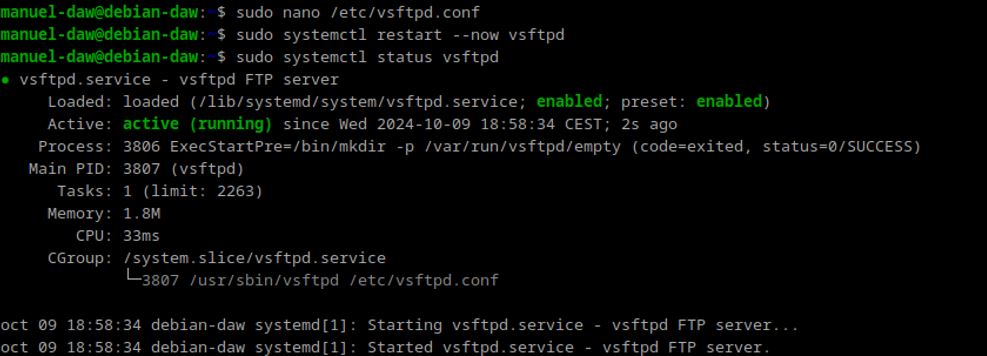 manuel-daw@debian-daw:~$ sudo nano /etc/vsftpd.conf
manuel-daw@debian-daw:~$ sudo systemctl restart --now vsftpd
manuel-daw@debian-daw:~$ sudo systemctl status vsftpd
● vsftpd.service - vsftpd FTP server
     Loaded: loaded (/lib/systemd/system/vsftpd.service; enabled; preset: enabled)
     Active: active (running) since Wed 2024-10-09 18:58:34 CEST; 2s ago
    Process: 3806 ExecStartPre=/bin/mkdir -p /var/run/vsftpd/empty (code=exited, status=0/SUCCESS)
   Main PID: 3807 (vsftpd)
      Tasks: 1 (limit: 2263)
     Memory: 1.8M
        CPU: 33ms
     CGroup: /system.slice/vsftpd.service
             └─3807 /usr/sbin/vsftpd /etc/vsftpd.conf
oct 09 18:58:34 debian-daw systemd[1]: Starting vsftpd.service - vsftpd FTP server...
oct 09 18:58:34 debian-daw systemd[1]: Started vsftpd.service - vsftpd FTP server.